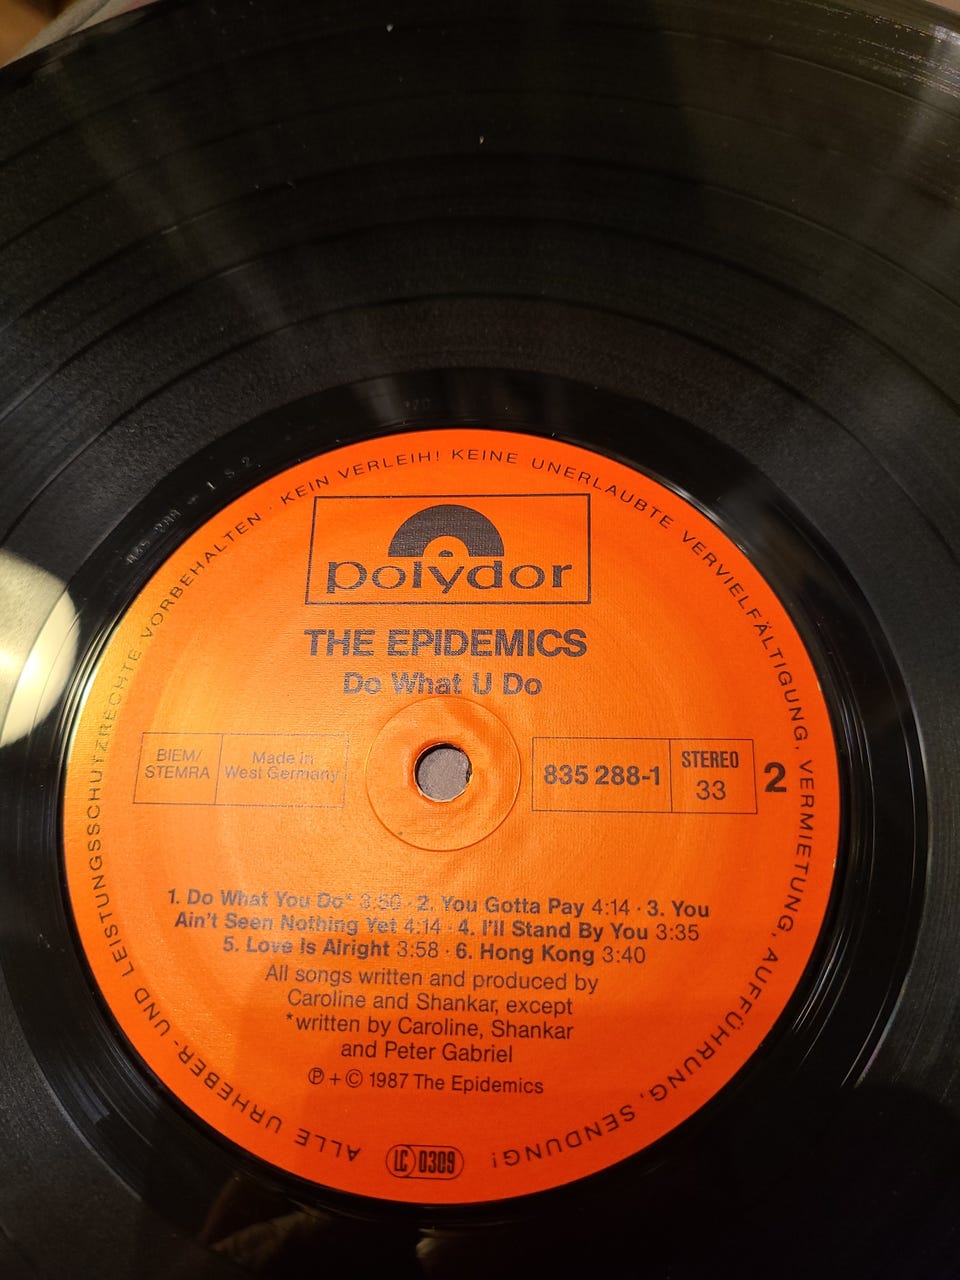 ALLE URHEBER- UND LEISTUNGSSCHUTZRECHTE VORBEHALTEN · KEIN VERLEIH! KEINE UNERLAUBTE VERVIELFÄLTIGUNG, VERMIETUNG, AUFFÜHRUNG, SENDUNG!
polydor
THE EPIDEMICS
Do What U Do
BIEM/
STEMRA
Made in
West Germany
835 288-1
STEREO
33
2
1. Do What You Do* 3:50 · 2. You Gotta Pay 4:14 · 3. You
Ain't Seen Nothing Yet 4:14 · 4. I'll Stand By You 3:35
5. Love Is Alright 3:58 · 6. Hong Kong 3:40
All songs written and produced by
Caroline and Shankar, except
*written by Caroline, Shankar
and Peter Gabriel
℗ + © 1987 The Epidemics
LC 0309